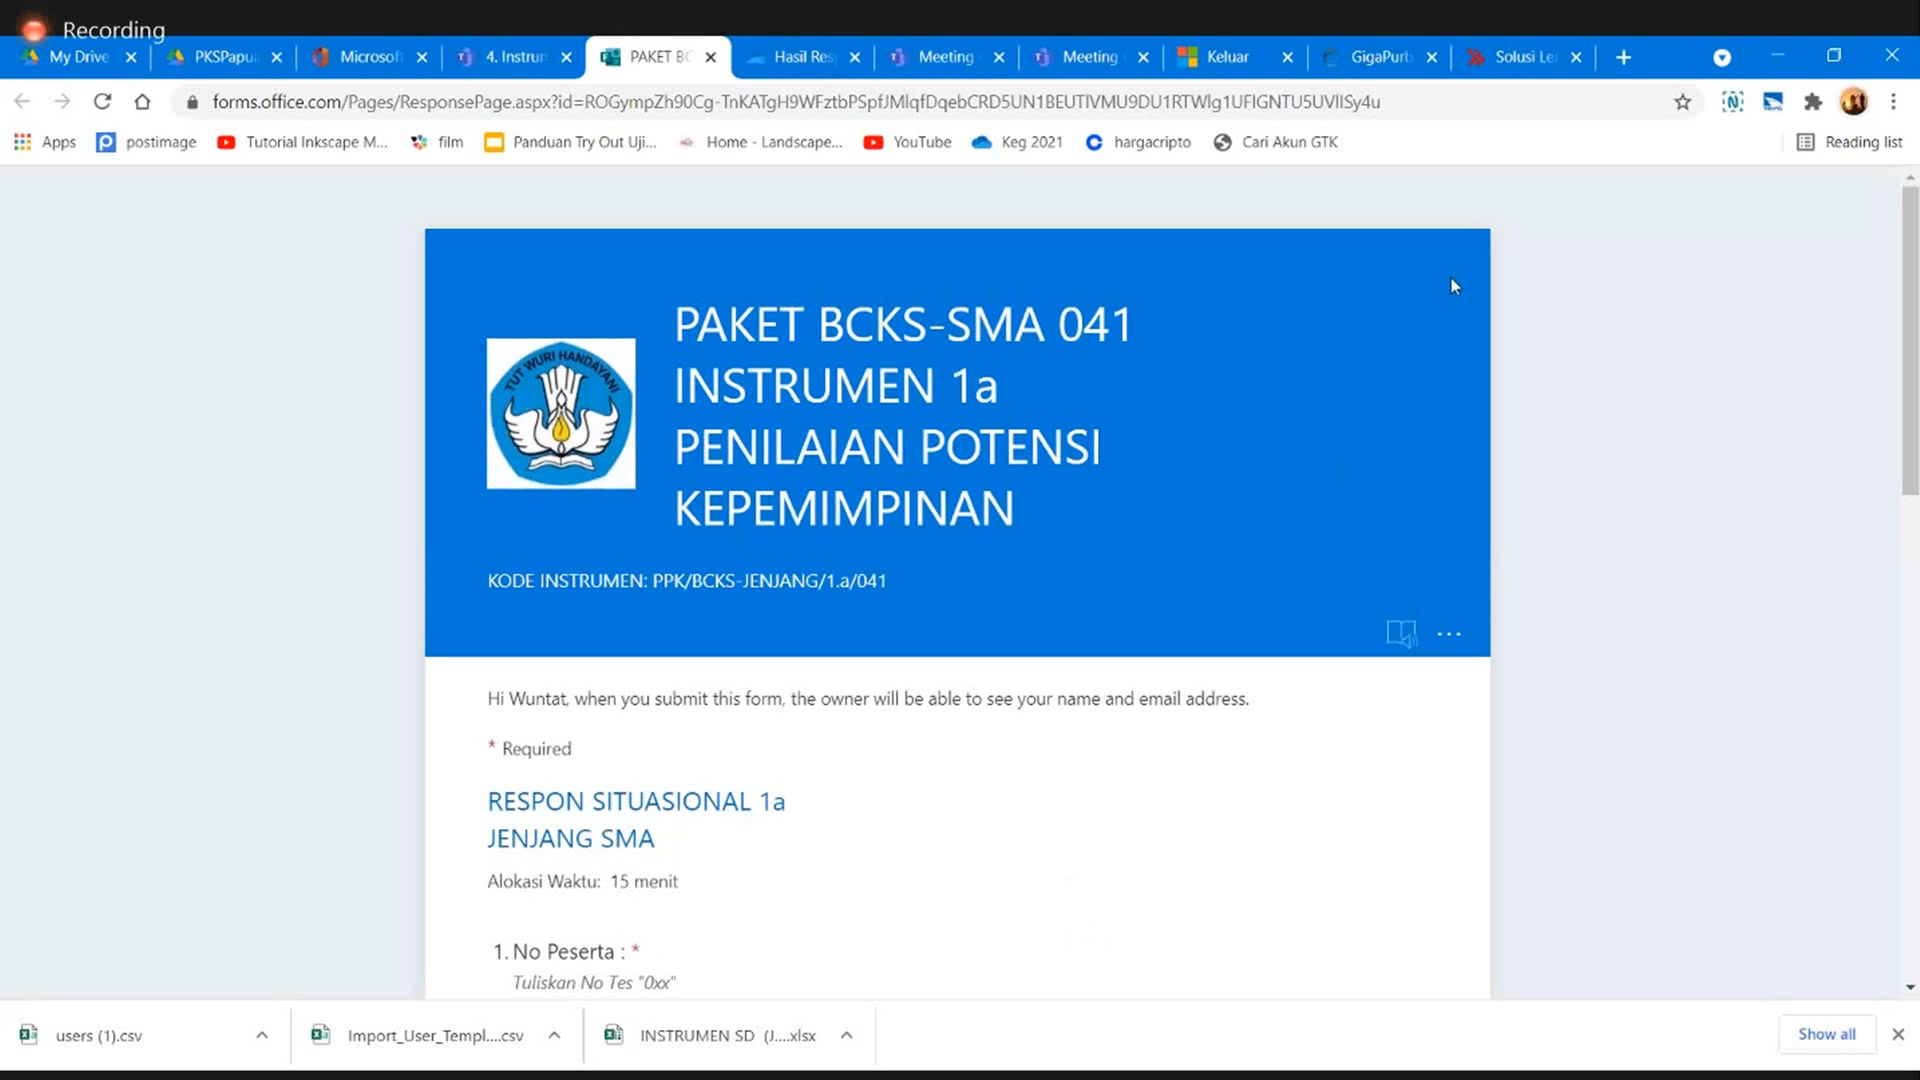 Recording
My Drive
PKSPapua
Microsoft
4. Instrum
PAKET BC
Hasil Res
Meeting
Meeting
Keluar
GigaPurb
Solusi Le
forms.office.com/Pages/ResponsePage.aspx?id=ROGympZh90Cg-TnKATgH9WFztbPSpfJMlqfDqebCRD5UN1BEUTlVMU9DU1RTWlg1UFlGNTU5UVlISy4u
Apps
postimage
Tutorial Inkscape M...
film
Panduan Try Out Uji...
Home - Landscape...
YouTube
Keg 2021
hargacripto
Cari Akun GTK
Reading list
TUT WURI HANDAYANI
PAKET BCKS-SMA 041
INSTRUMEN 1a
PENILAIAN POTENSI
KEPEMIMPINAN
KODE INSTRUMEN: PPK/BCKS-JENJANG/1.a/041
Hi Wuntat, when you submit this form, the owner will be able to see your name and email address.
* Required
RESPON SITUASIONAL 1a
JENJANG SMA
Alokasi Waktu: 15 menit
1. No Peserta : *
Tuliskan No Tes "0xx"
users (1).csv
Import_User_Templ....csv
INSTRUMEN SD (J....xlsx
Show all